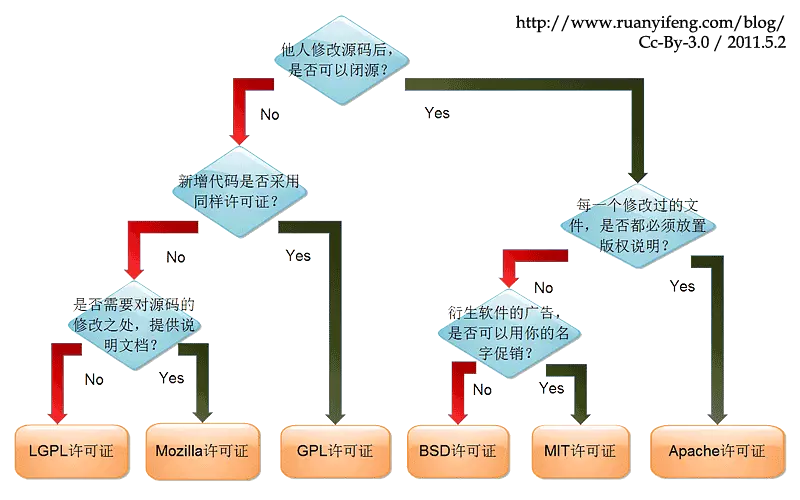 http://www.ruanyifeng.com/blog/
Cc-By-3.0 / 2011.5.2
他人修改源码后，
是否可以闭源？
No
Yes
新增代码是否采用
同样许可证？
每一个修改过的文
件，是否都必须放置
版权说明？
No
Yes
No
Yes
是否需要对源码的
修改之处，提供说
明文档？
衍生软件的广告，
是否可以用你的名
字促销？
No
Yes
No
Yes
LGPL许可证
Mozilla许可证
GPL许可证
BSD许可证
MIT许可证
Apache许可证